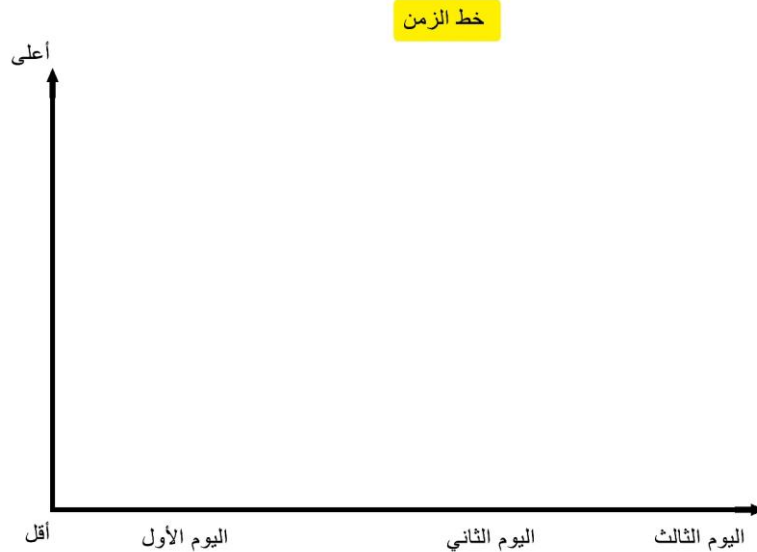 خط الزمن
أعلى
أقل
اليوم الأول
اليوم الثاني
اليوم الثالث